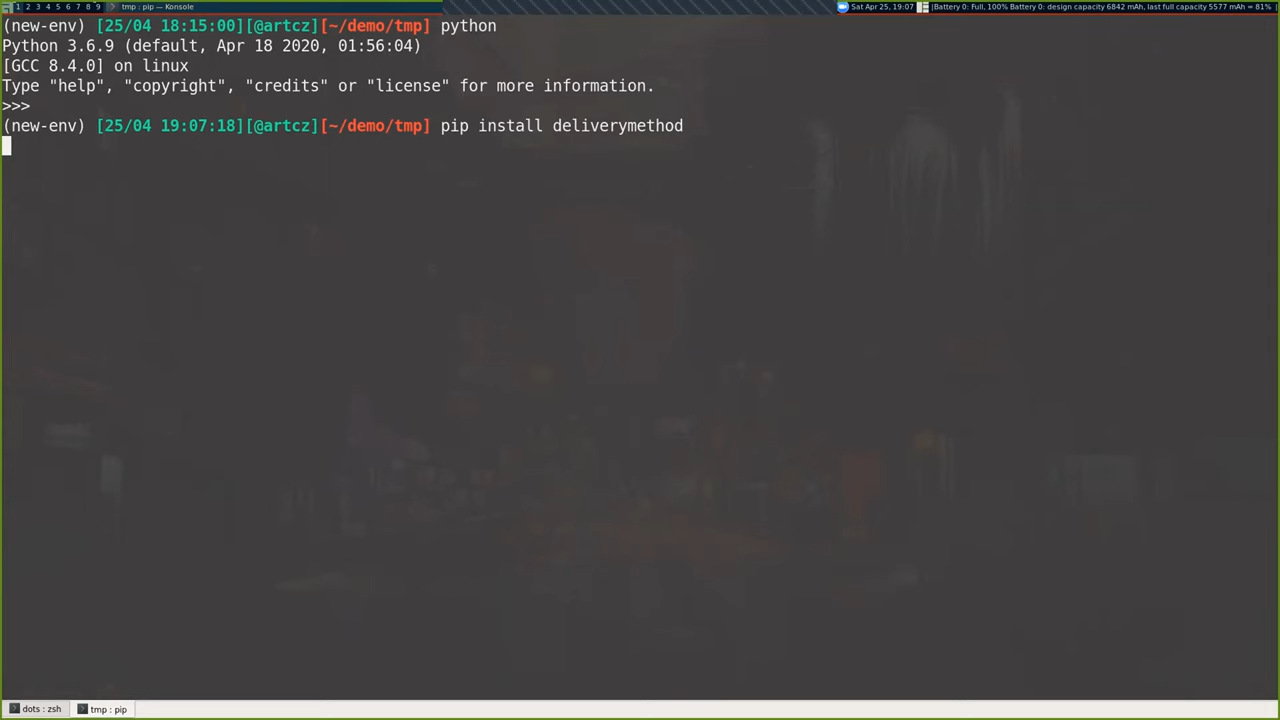 1 2 3 4 5 6 7 8 9 tmp : pip — Konsole Sat Apr 25, 19:07 |Battery 0: Full, 100% Battery 0: design capacity 6842 mAh, last full capacity 5577 mAh = 81% |
(new-env) [25/04 18:15:00][@artcz][~/demo/tmp] python
Python 3.6.9 (default, Apr 18 2020, 01:56:04)
[GCC 8.4.0] on linux
Type "help", "copyright", "credits" or "license" for more information.
>>>
(new-env) [25/04 19:07:18][@artcz][~/demo/tmp] pip install deliverymethod
dots : zsh tmp : pip